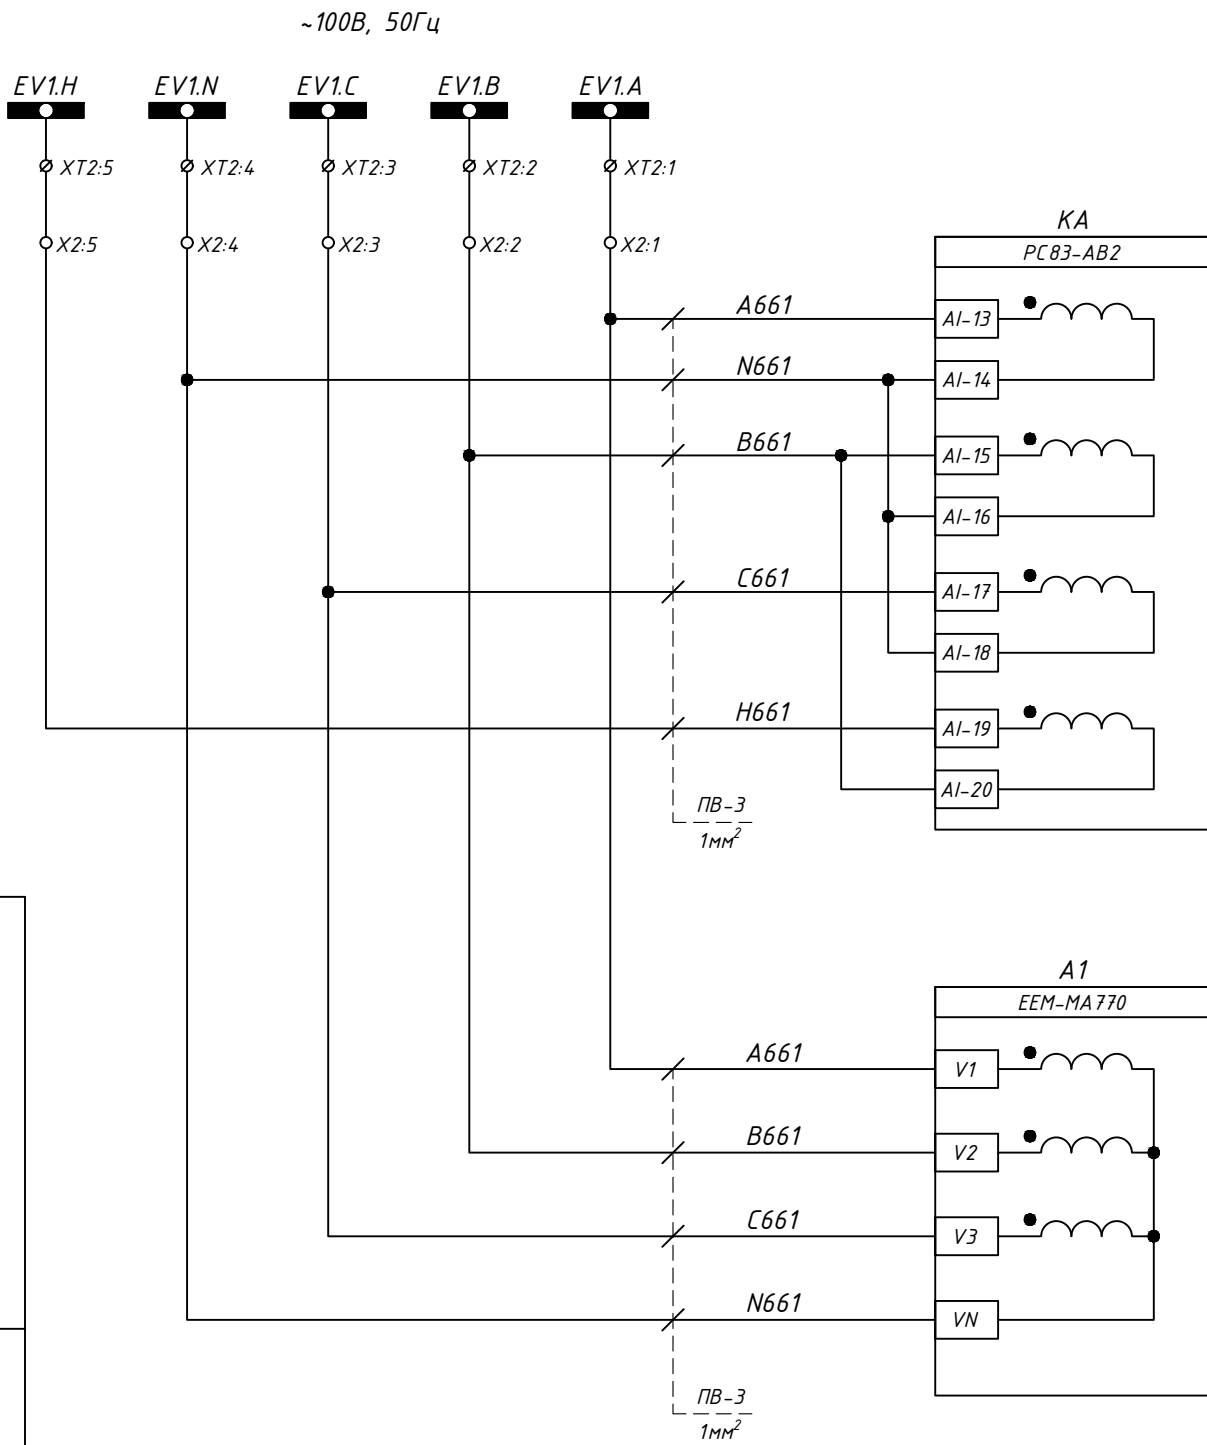 ~100В, 50Гц
EV1.H EV1.N EV1.C EV1.B EV1.A
XT2:5 XT2:4 XT2:3 XT2:2 XT2:1
X2:5 X2:4 X2:3 X2:2 X2:1
KA
РС83-АВ2
A661
AI-13
N661
AI-14
B661
AI-15
AI-16
C661
AI-17
AI-18
H661
AI-19
AI-20
ПВ-3
1мм²
A1
EEM-MA770
A661
V1
B661
V2
C661
V3
N661
VN
ПВ-3
1мм²